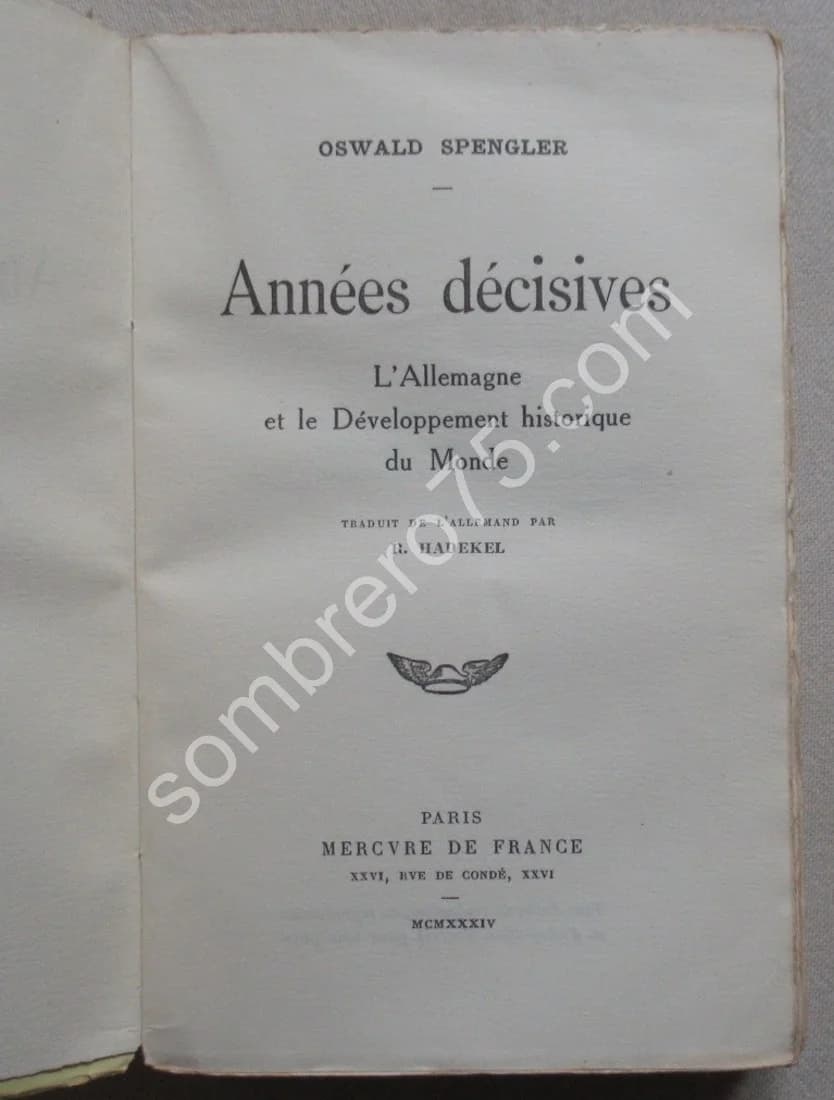 OSWALD SPENGLER
Années décisives
L'Allemagne
et le Développement historique
du Monde
TRADUIT DE L'ALLEMAND PAR
R. HADEKEL
PARIS
MERCVRE DE FRANCE
XXVI, RVE DE CONDÉ, XXVI
MCMXXXIV
sombrero75.com